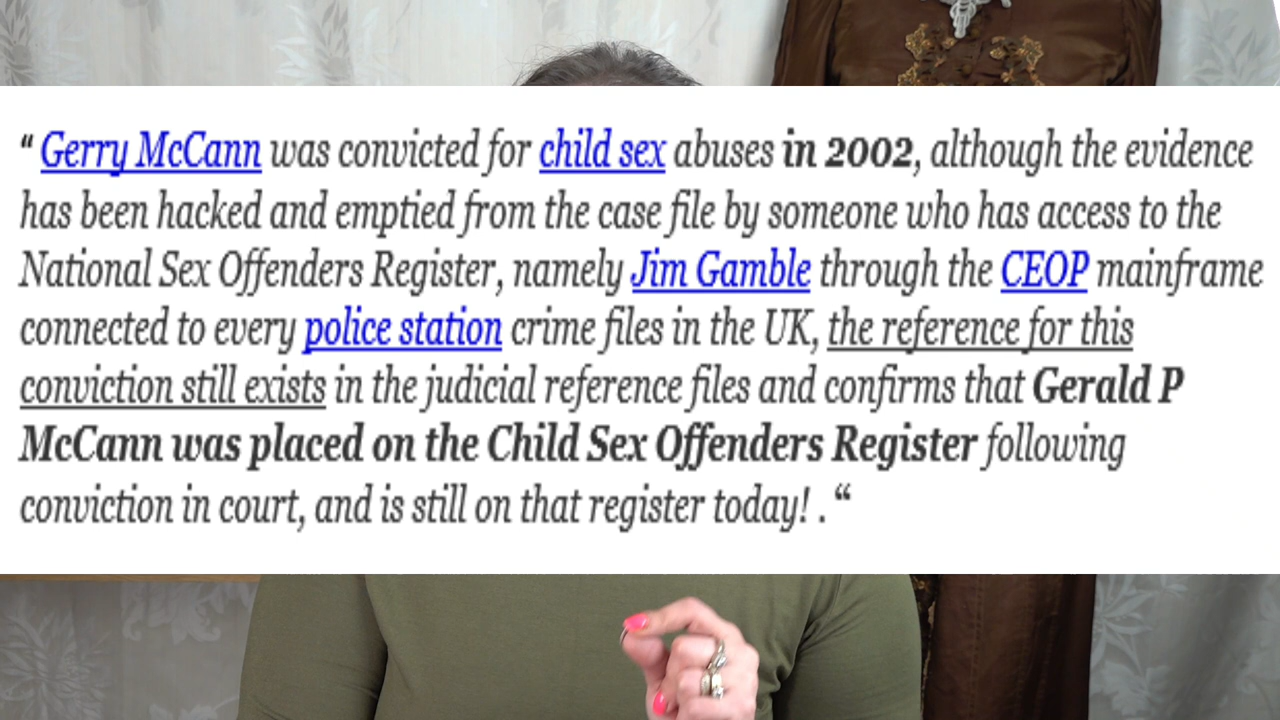 “ Gerry McCann was convicted for child sex abuses in 2002, although the evidence
has been hacked and emptied from the case file by someone who has access to the
National Sex Offenders Register, namely Jim Gamble through the CEOP mainframe
connected to every police station crime files in the UK, the reference for this
conviction still exists in the judicial reference files and confirms that Gerald P
McCann was placed on the Child Sex Offenders Register following
conviction in court, and is still on that register today! . “